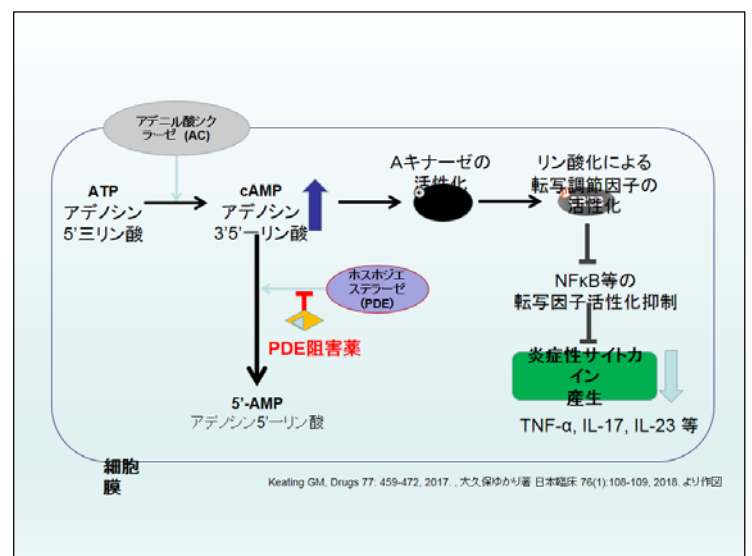 アデニル酸シク
ラーゼ (AC)
ATP
アデノシン
5’三リン酸
cAMP
アデノシン
3’5’一リン酸
Aキナーゼの
活性化
リン酸化による
転写調節因子の
活性化
ホスホジエ
ステラーゼ
(PDE)
PDE阻害薬
NFκB等の
転写因子活性化抑制
炎症性サイトカ
イン
産生
TNF-α, IL-17, IL-23 等
5’-AMP
アデノシン5’一リン酸
細胞
膜
Keating GM, Drugs 77: 459-472, 2017. , 大久保ゆかり著 日本臨床 76(1):108-109, 2018. より作図